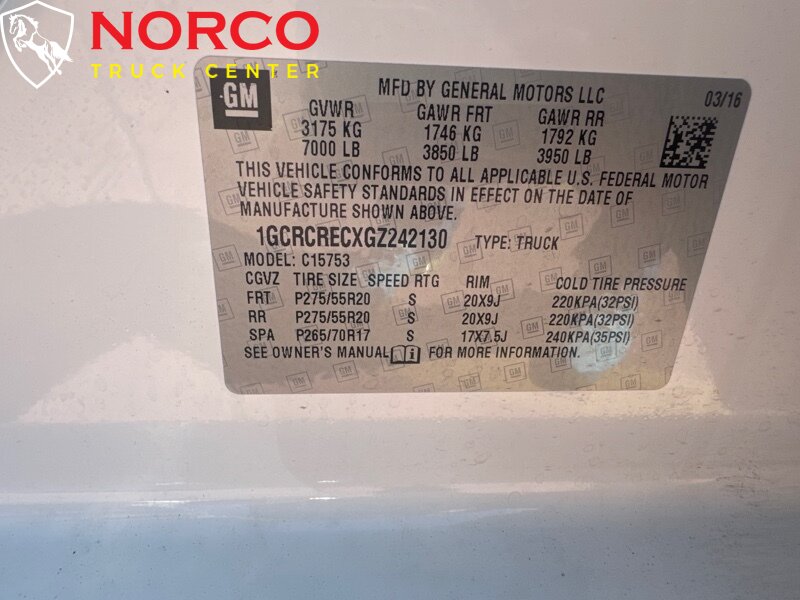 NORCO
TRUCK CENTER
GM
MFD BY GENERAL MOTORS LLC
03/16
GVWR GAWR FRT GAWR RR
3175 KG 1746 KG 1792 KG
7000 LB 3850 LB 3950 LB
THIS VEHICLE CONFORMS TO ALL APPLICABLE U.S. FEDERAL MOTOR
VEHICLE SAFETY STANDARDS IN EFFECT ON THE DATE OF
MANUFACTURE SHOWN ABOVE.
1GCRCRECXGZ242130 TYPE: TRUCK
MODEL: C15753
CGVZ TIRE SIZE SPEED RTG RIM COLD TIRE PRESSURE
FRT P275/55R20 S 20X9J 220KPA(32PSI)
RR P275/55R20 S 20X9J 220KPA(32PSI)
SPA P265/70R17 S 17X7.5J 240KPA(35PSI)
SEE OWNER'S MANUAL FOR MORE INFORMATION.